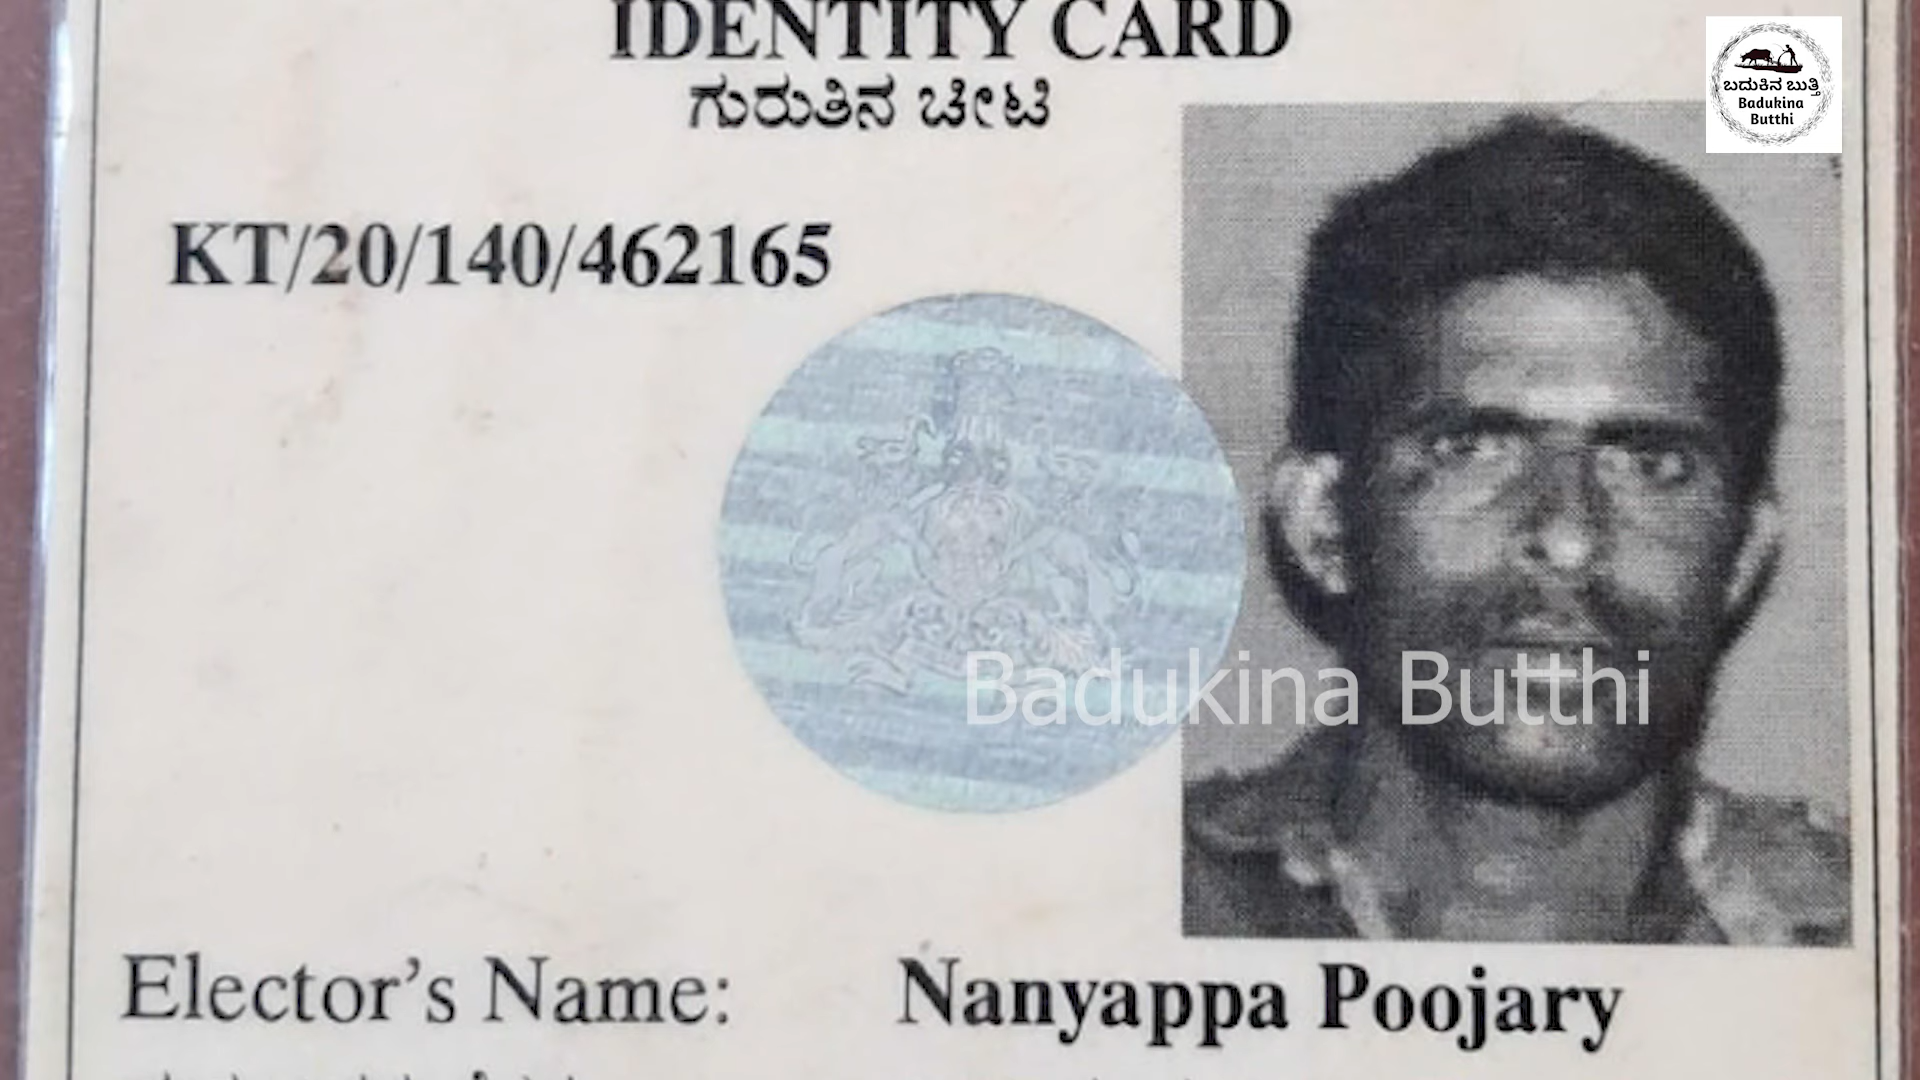 IDENTITY CARD
ಗುರುತಿನ ಚೀಟಿ
ಬದುಕಿನ ಬುತ್ತಿ
Badukina
Butthi
KT/20/140/462165
Badukina Butthi
Elector's Name: Nanyappa Poojary